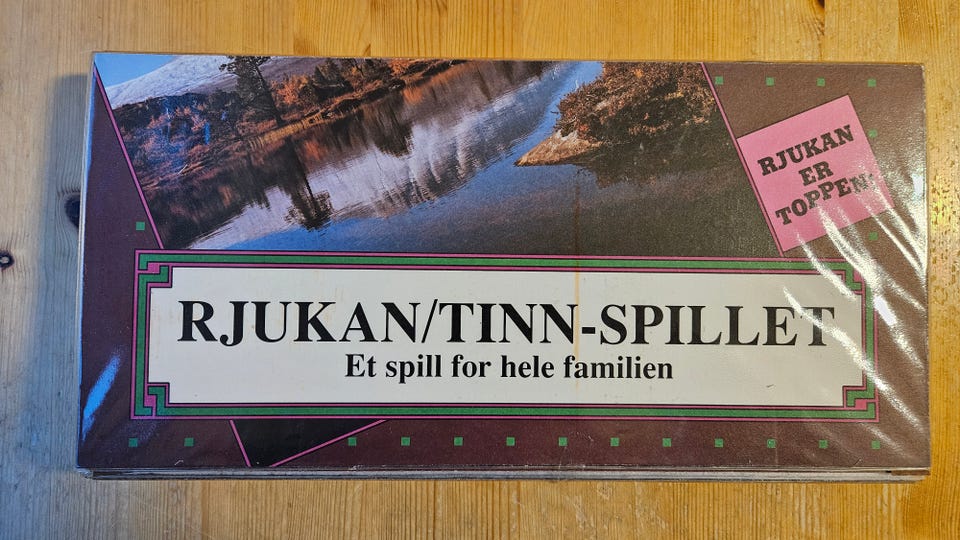 RJUKAN
ER
TOPPEN!
RJUKAN/TINN-SPILLET
Et spill for hele familien